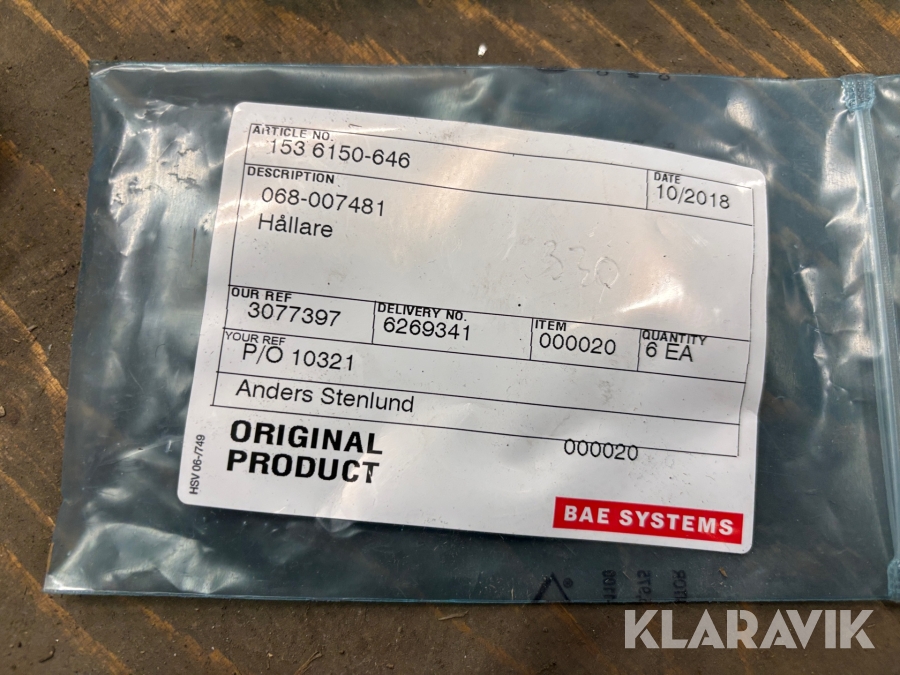 ARTICLE NO.
153 6150-646
DATE
10/2018
DESCRIPTION
068-007481
Hållare
330
OUR REF
3077397
DELIVERY NO.
6269341
ITEM
000020
QUANTITY
6 EA
YOUR REF
P/O 10321
Anders Stenlund
ORIGINAL
PRODUCT
000020
HSV 06-/749
BAE SYSTEMS
KLARAVIK